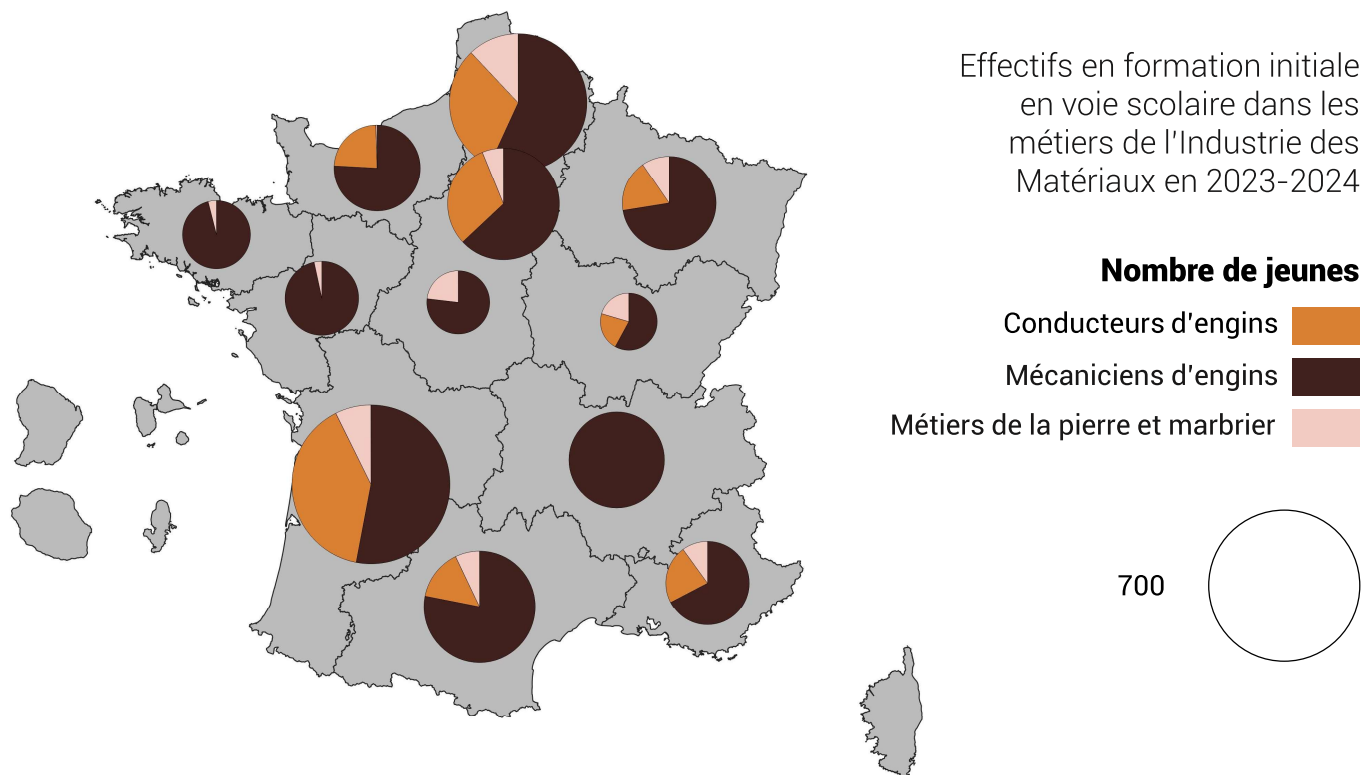 Effectifs en formation initiale
en voie scolaire dans les
métiers de l'Industrie des
Matériaux en 2023-2024
Nombre de jeunes
Conducteurs d'engins
Mécaniciens d'engins
Métiers de la pierre et marbrier
700